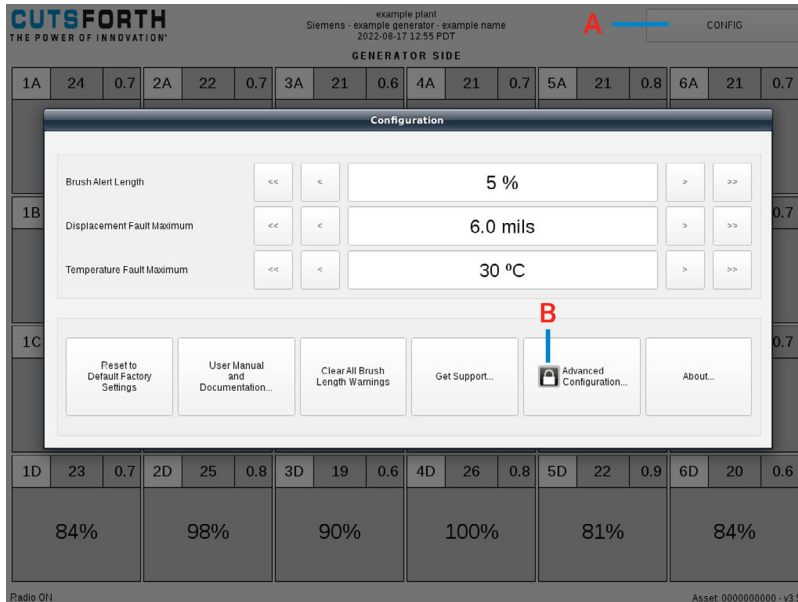 CUTSFORTH
THE POWER OF INNOVATION®
example plant
Siemens - example generator - example name
2022-08-17 12:55 PDT
A
CONFIG
GENERATOR SIDE
1A 24 0.7 2A 22 0.7 3A 21 0.6 4A 21 0.7 5A 21 0.8 6A 21 0.7
Configuration
Brush Alert Length << < 5 % > >>
1B 0.7
Displacement Fault Maximum << < 6.0 mils > >>
Temperature Fault Maximum << < 30 ºC > >>
B
1C 0.7
Reset to
Default Factory
Settings
User Manual
and
Documentation...
Clear All Brush
Length Warnings
Get Support...
Advanced
Configuration...
About...
1D 23 0.7 2D 25 0.8 3D 19 0.6 4D 26 0.8 5D 22 0.9 6D 20 0.6
84% 98% 90% 100% 81% 84%
Radio ON
Asset: 0000000000